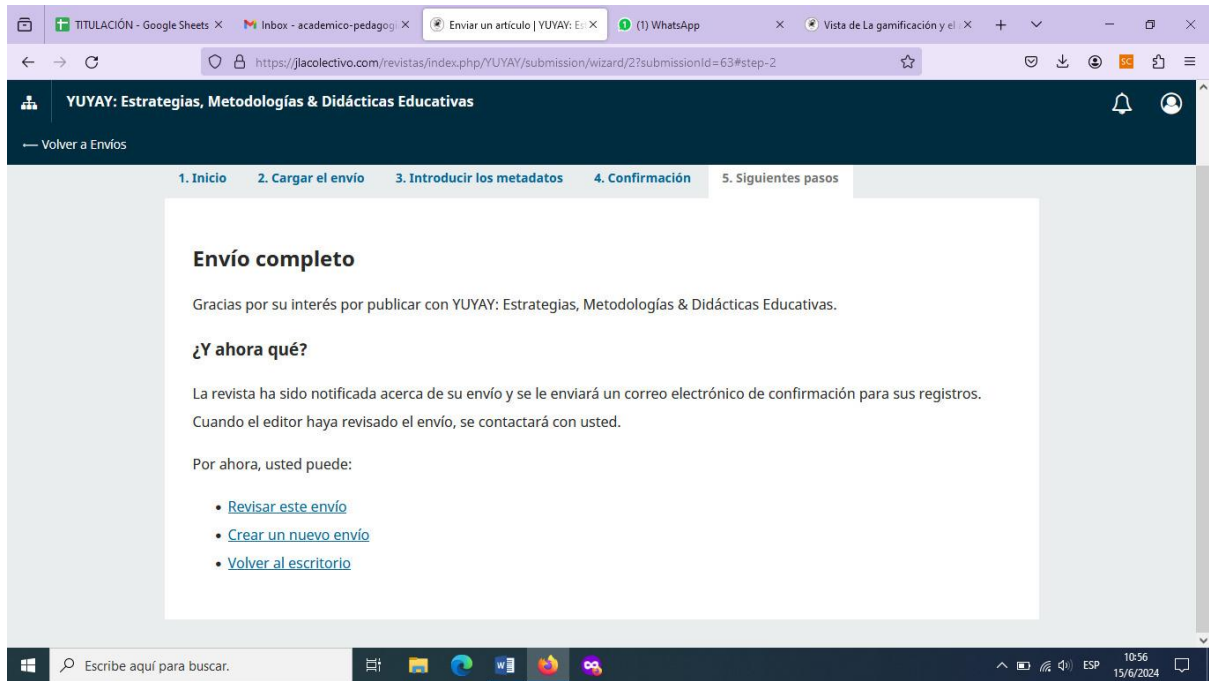 TITULACIÓN - Google Sheets
Inbox - academico-pedagogi
Enviar un artículo | YUYAY: Es
(1) WhatsApp
Vista de La gamificación y el
https://jlacolectivo.com/revistas/index.php/YUYAY/submission/wizard/2?submissionId=63#step-2
SC
YUYAY: Estrategias, Metodologías & Didácticas Educativas
← Volver a Envíos
1. Inicio 2. Cargar el envío 3. Introducir los metadatos 4. Confirmación 5. Siguientes pasos
Envío completo
Gracias por su interés por publicar con YUYAY: Estrategias, Metodologías & Didácticas Educativas.
¿Y ahora qué?
La revista ha sido notificada acerca de su envío y se le enviará un correo electrónico de confirmación para sus registros.
Cuando el editor haya revisado el envío, se contactará con usted.
Por ahora, usted puede:
• Revisar este envío
• Crear un nuevo envío
• Volver al escritorio
Escribe aquí para buscar.
ESP
10:56
15/6/2024